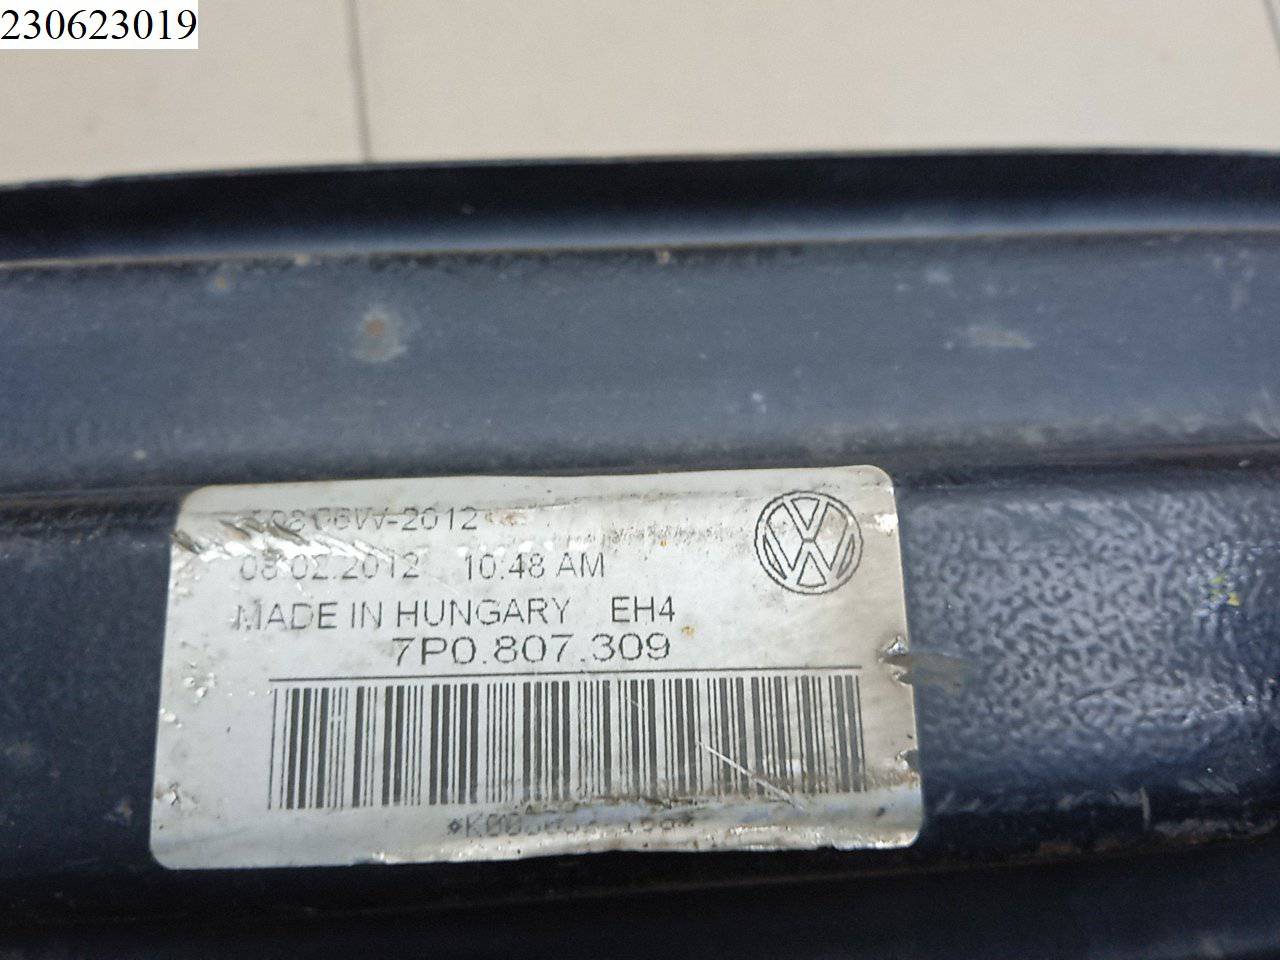 230623019
08.02.2012 10:48 AM
MADE IN HUNGARY EH4
7P0.807.309